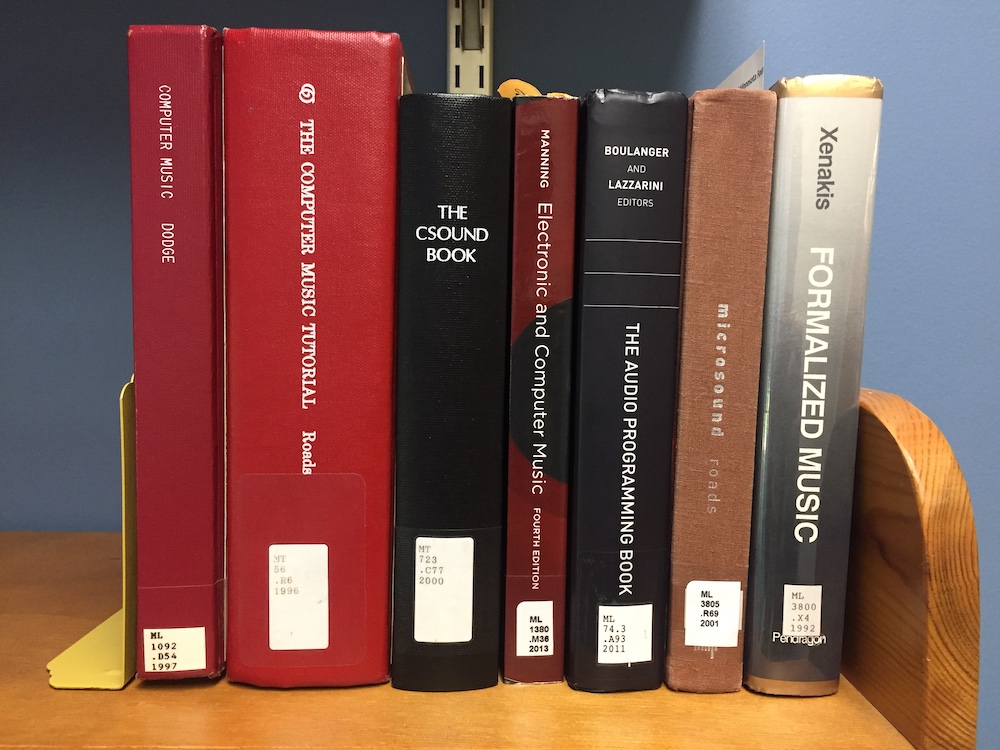 COMPUTER MUSIC DODGE
ML
1092
.D54
1997
THE COMPUTER MUSIC TUTORIAL Roads
MT
56
.R6
1996
THE
CSOUND
BOOK
MT
723
.C77
2000
MANNING Electronic and Computer Music FOURTH EDITION
ML
1380
.M36
2013
BOULANGER
AND
LAZZARINI
EDITORS
THE AUDIO PROGRAMMING BOOK
ML
74.3
.A93
2011
microsound roads
ML
3805
.R69
2001
Xenakis FORMALIZED MUSIC
ML
3800
.X4
1992
Pendragon